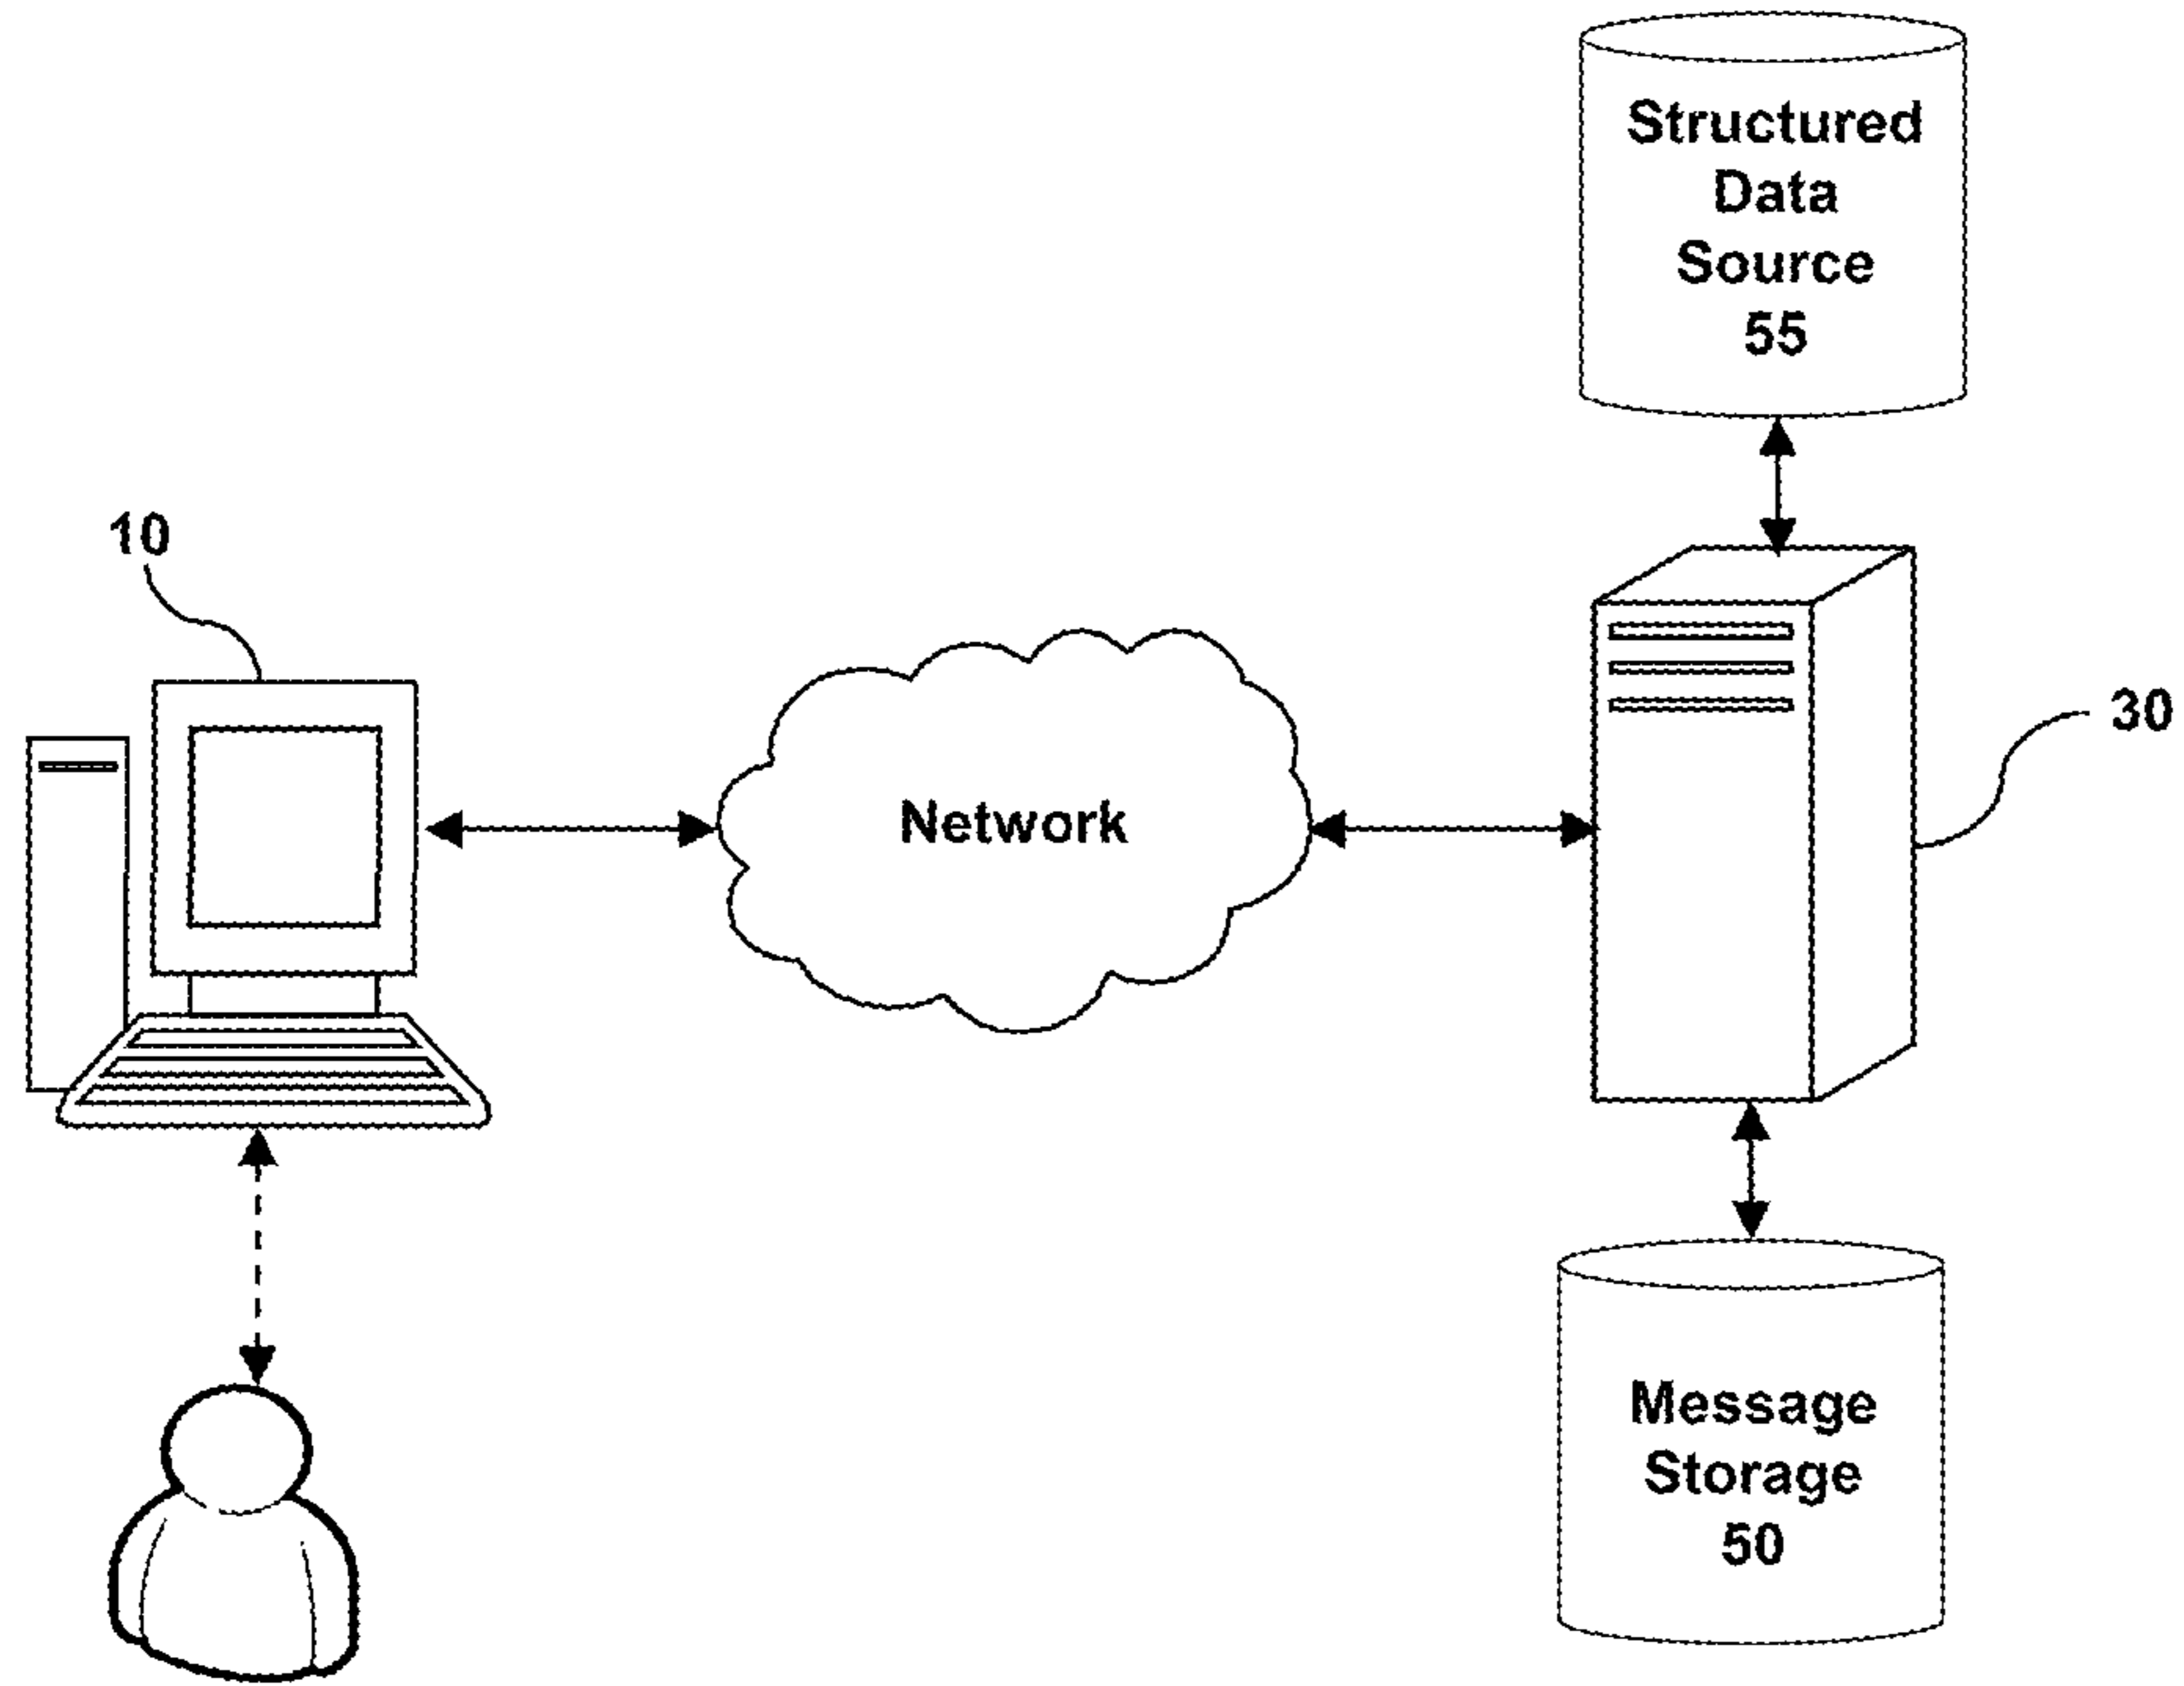 Structured
Data
Source
55
10
30
Network
Message
Storage
50